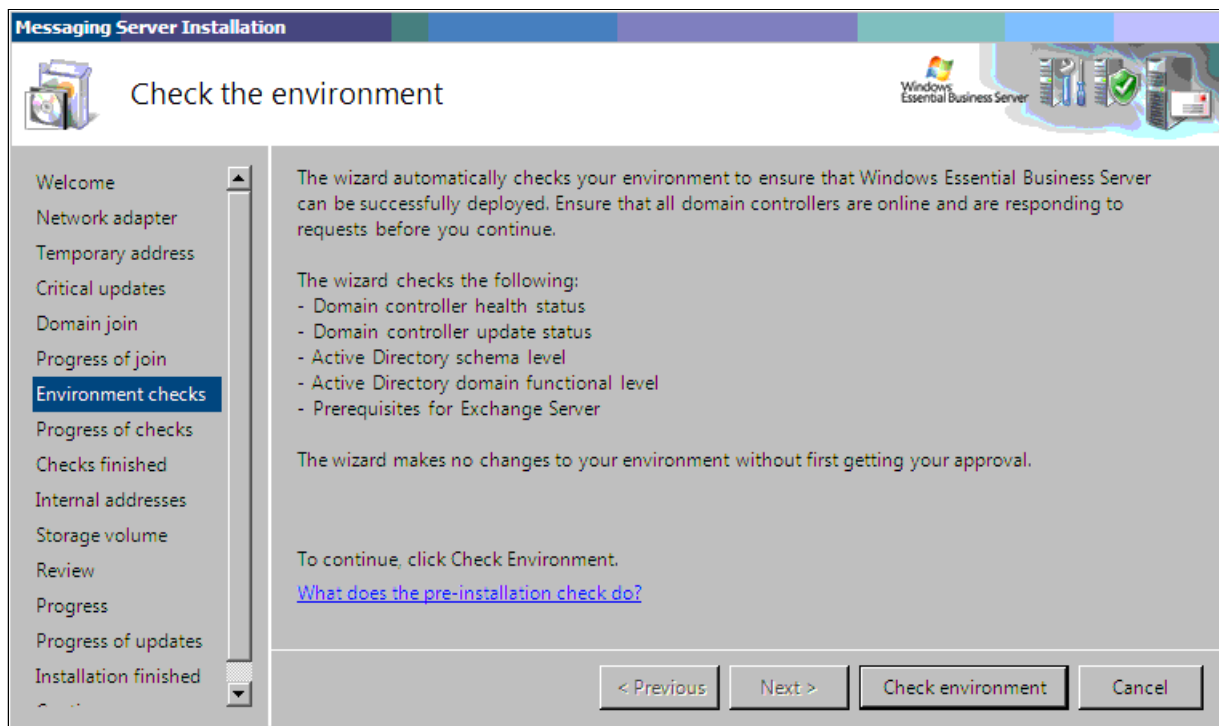 Messaging Server Installation
Check the environment
Windows
Essential Business Server
Welcome
Network adapter
Temporary address
Critical updates
Domain join
Progress of join
Environment checks
Progress of checks
Checks finished
Internal addresses
Storage volume
Review
Progress
Progress of updates
Installation finished
The wizard automatically checks your environment to ensure that Windows Essential Business Server
can be successfully deployed. Ensure that all domain controllers are online and are responding to
requests before you continue.
The wizard checks the following:
- Domain controller health status
- Domain controller update status
- Active Directory schema level
- Active Directory domain functional level
- Prerequisites for Exchange Server
The wizard makes no changes to your environment without first getting your approval.
To continue, click Check Environment.
What does the pre-installation check do?
< Previous
Next >
Check environment
Cancel